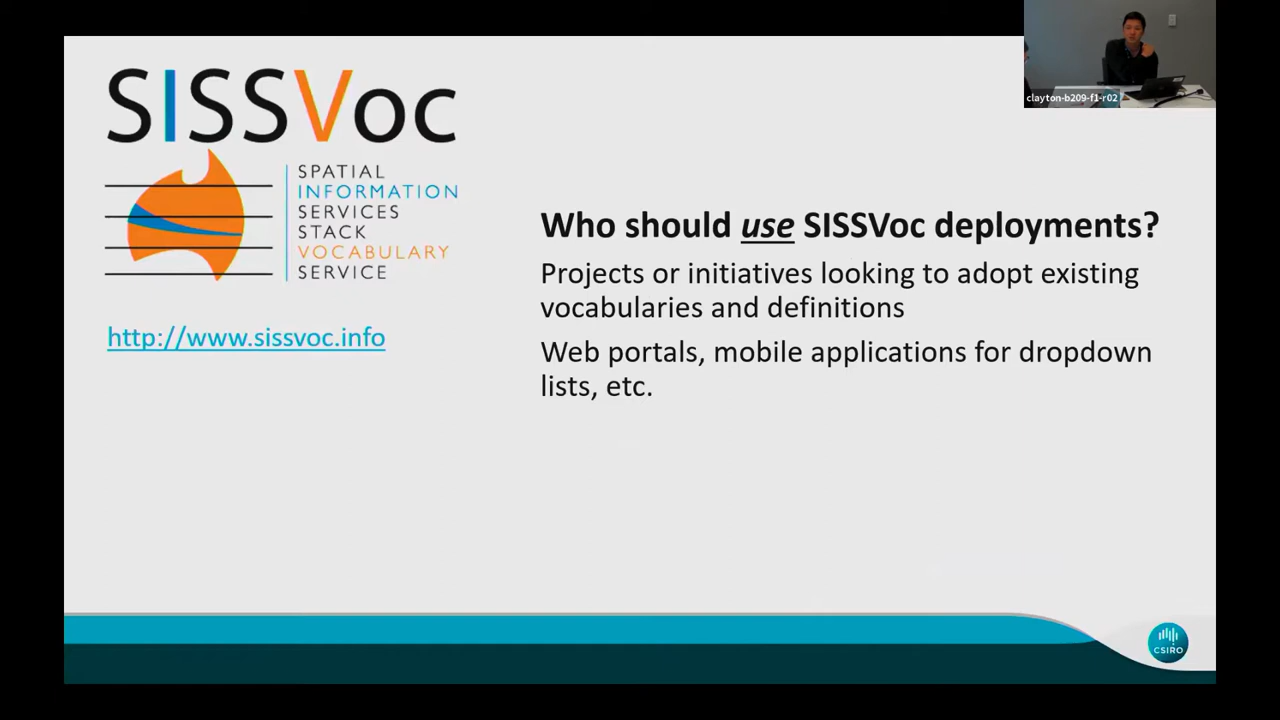 SISSVoc
SPATIAL
INFORMATION
SERVICES
STACK
VOCABULARY
SERVICE
http://www.sissvoc.info
Who should use SISSVoc deployments?
Projects or initiatives looking to adopt existing
vocabularies and definitions
Web portals, mobile applications for dropdown
lists, etc.
clayton-b209-f1-r02
CSIRO